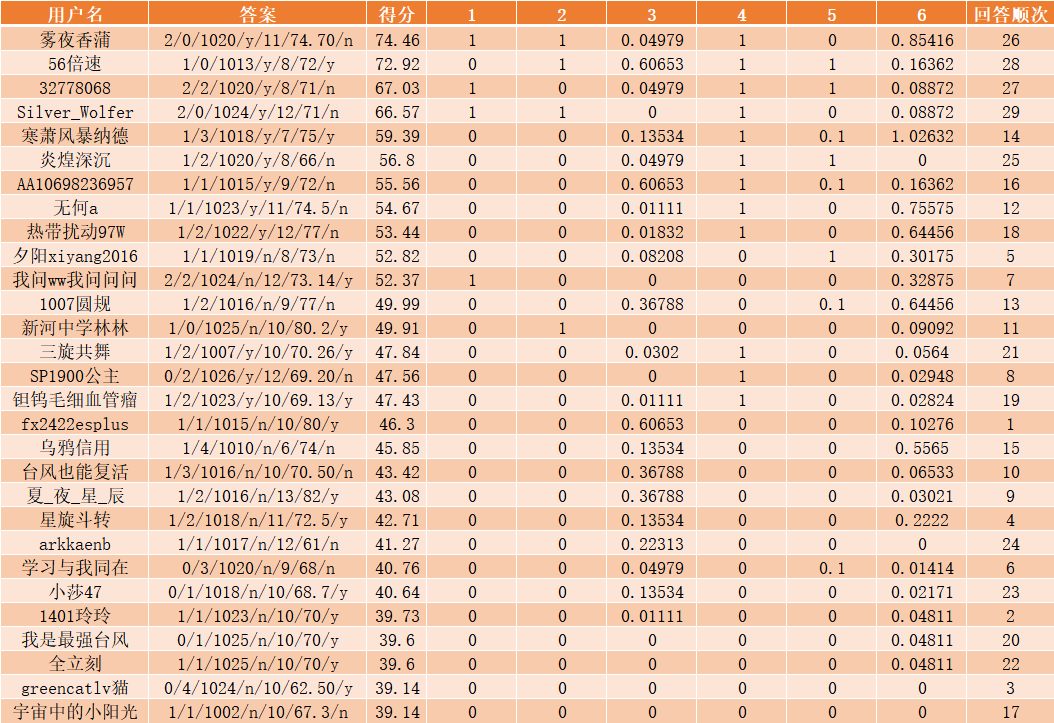 用户名 答案 得分 1 2 3 4 5 6 回答顺次
雾夜香蒲 2/0/1020/y/11/74.70/n 74.46 1 1 0.04979 1 0 0.85416 26
56倍速 1/0/1013/y/8/72/y 72.92 0 1 0.60653 1 1 0.16362 28
32778068 2/2/1020/y/8/71/n 67.03 1 0 0.04979 1 1 0.08872 27
Silver_Wolfer 2/0/1024/y/12/71/n 66.57 1 1 0 1 0 0.08872 29
寒萧风暴纳德 1/3/1018/y/7/75/y 59.39 0 0 0.13534 1 0.1 1.02632 14
炎煌深沉 1/2/1020/y/8/66/n 56.8 0 0 0.04979 1 1 0 25
AA10698236957 1/1/1015/y/9/72/n 55.56 0 0 0.60653 1 0.1 0.16362 16
无何a 1/1/1023/y/11/74.5/n 54.67 0 0 0.01111 1 0 0.75575 12
热带扰动97W 1/2/1022/y/12/77/n 53.44 0 0 0.01832 1 0 0.64456 18
夕阳xiyang2016 1/1/1019/n/8/73/n 52.82 0 0 0.08208 0 1 0.30175 5
我问ww我问问问 2/2/1024/n/12/73.14/y 52.37 1 0 0 0 0 0.32875 7
1007圆规 1/2/1016/n/9/77/n 49.99 0 0 0.36788 0 0.1 0.64456 13
新河中学林林 1/0/1025/n/10/80.2/y 49.91 0 1 0 0 0 0.09092 11
三旋共舞 1/2/1007/y/10/70.26/y 47.84 0 0 0.0302 1 0 0.0564 21
SP1900公主 0/2/1026/y/12/69.20/n 47.56 0 0 0 1 0 0.02948 8
钽钨毛细血管瘤 1/2/1023/y/10/69.13/y 47.43 0 0 0.01111 1 0 0.02824 19
fx2422esplus 1/1/1015/n/10/80/y 46.3 0 0 0.60653 0 0 0.10276 1
乌鸦信用 1/4/1010/n/6/74/n 45.85 0 0 0.13534 0 0 0.5565 15
台风也能复活 1/3/1016/n/10/70.50/n 43.42 0 0 0.36788 0 0 0.06533 10
夏_夜_星_辰 1/2/1016/n/13/82/y 43.08 0 0 0.36788 0 0 0.03021 9
星旋斗转 1/2/1018/n/11/72.5/y 42.71 0 0 0.13534 0 0 0.2222 4
arkkaenb 1/1/1017/n/12/61/n 41.27 0 0 0.22313 0 0 0 24
学习与我同在 0/3/1020/n/9/68/n 40.76 0 0 0.04979 0 0.1 0.01414 6
小莎47 0/1/1018/n/10/68.7/y 40.64 0 0 0.13534 0 0 0.02171 23
1401玲玲 1/1/1023/n/10/70/y 39.73 0 0 0.01111 0 0 0.04811 2
我是最强台风 0/1/1025/n/10/70/y 39.6 0 0 0 0 0 0.04811 20
全立刻 1/1/1025/n/10/70/y 39.6 0 0 0 0 0 0.04811 22
greencatlv猫 0/4/1024/n/10/62.50/y 39.14 0 0 0 0 0 0 3
宇宙中的小阳光 1/1/1002/n/10/67.3/n 39.14 0 0 0 0 0 0 17